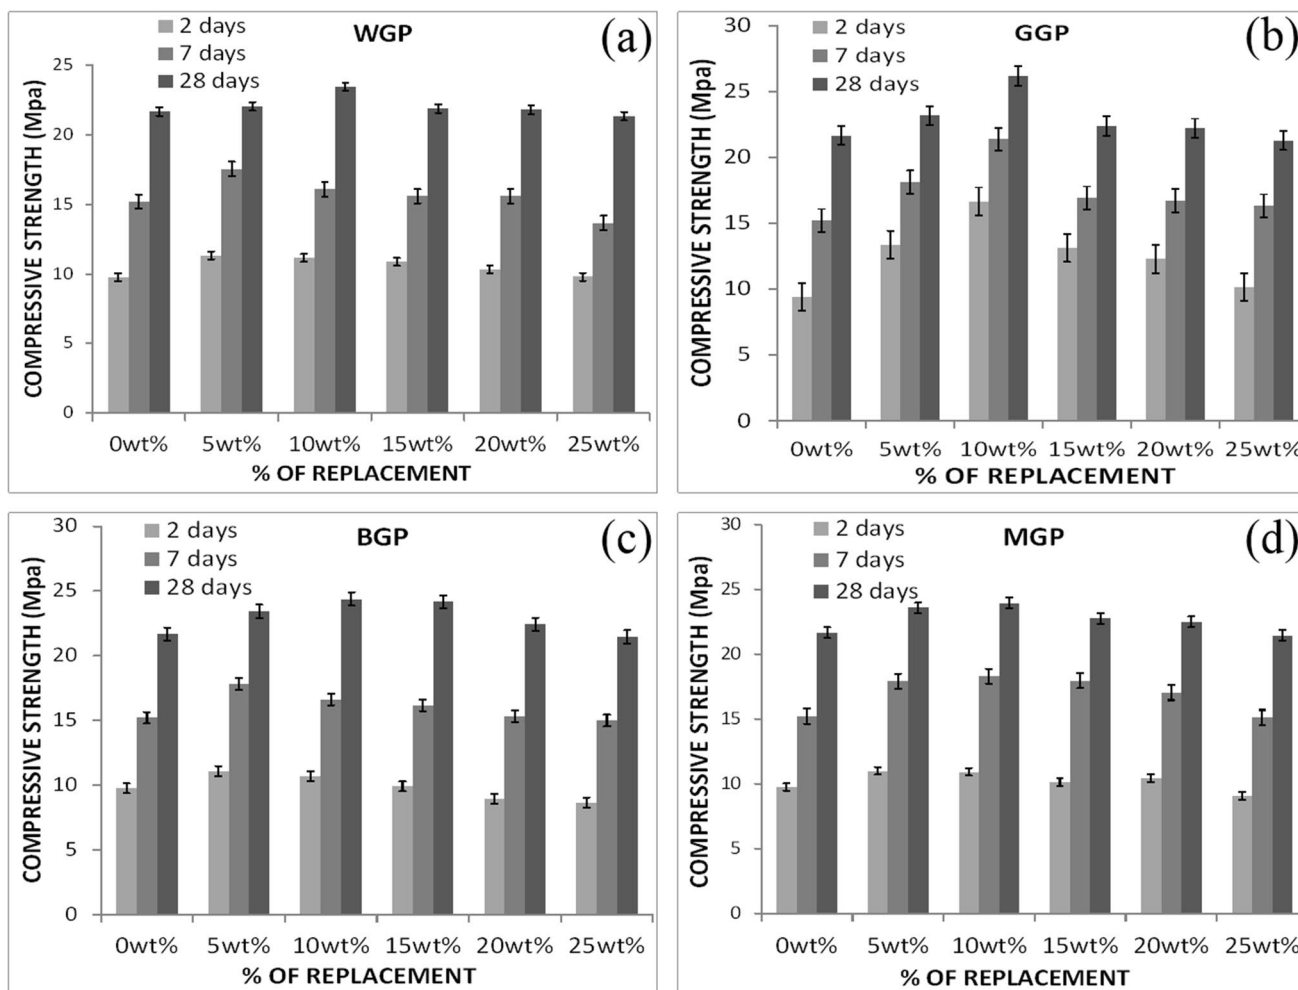 WGP
(a)
2 days
7 days
28 days
COMPRESSIVE STRENGTH (Mpa)
25
20
15
10
5
0
0wt% 5wt% 10wt% 15wt% 20wt% 25wt%
% OF REPLACEMENT
GGP
(b)
2 days
7 days
28 days
COMPRESSIVE STRENGTH (Mpa)
30
25
20
15
10
5
0
0wt% 5wt% 10wt% 15wt% 20wt% 25wt%
% OF REPLACEMENT
BGP
(c)
2 days
7 days
28 days
COMPRESSIVE STRENGTH (Mpa)
30
25
20
15
10
5
0
0wt% 5wt% 10wt% 15wt% 20wt% 25wt%
% OF REPLACEMENT
MGP
(d)
2 days
7 days
28 days
COMPRESSIVE STRENGTH (Mpa)
30
25
20
15
10
5
0
0wt% 5wt% 10wt% 15wt% 20wt% 25wt%
% OF REPLACEMENT